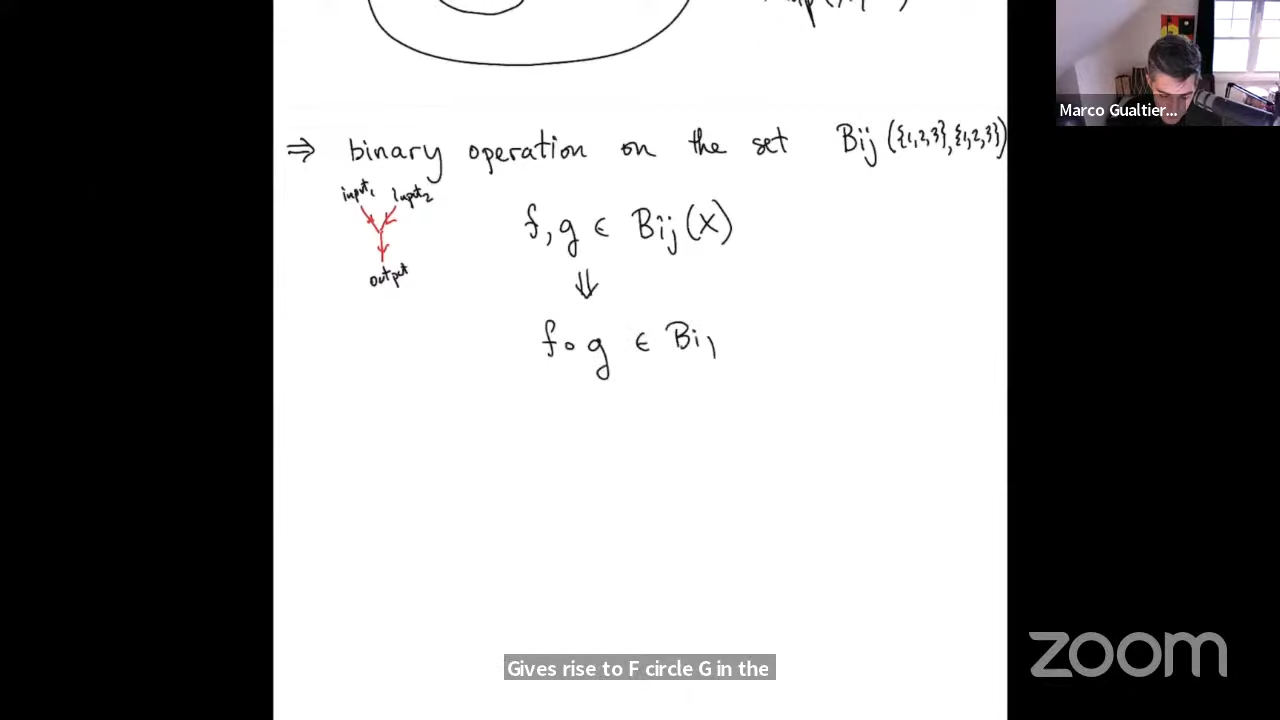 Marco Gualtier...
⇒ binary operation on the set Bij ({1,2,3},{1,2,3})
input₁ input₂
f, g ∈ Bij (X)
output
⇓
f ∘ g ∈ Bij
Gives rise to F circle G in the
zoom